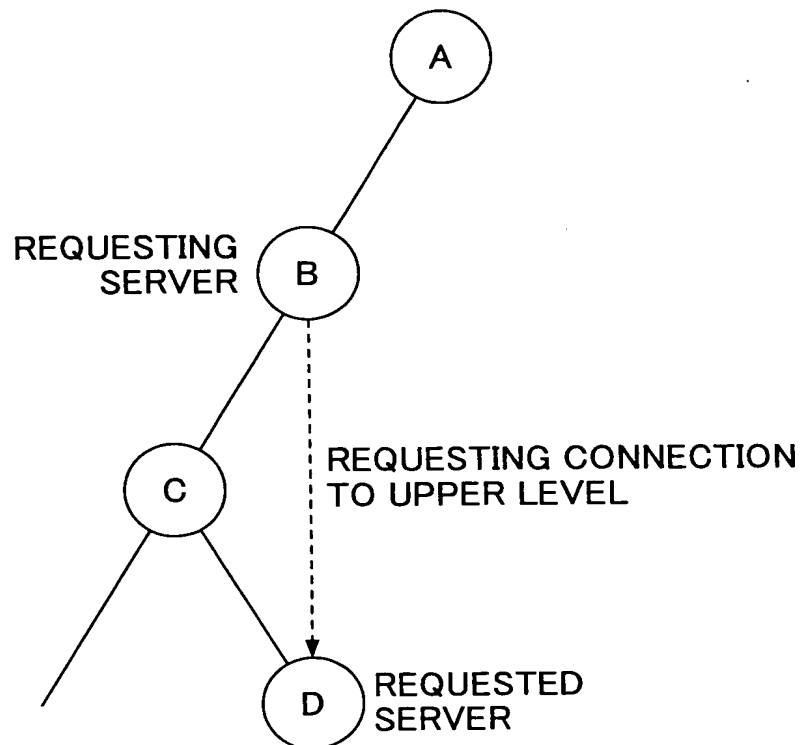 A
REQUESTING
SERVER
B
REQUESTING CONNECTION
TO UPPER LEVEL
C
D
REQUESTED
SERVER